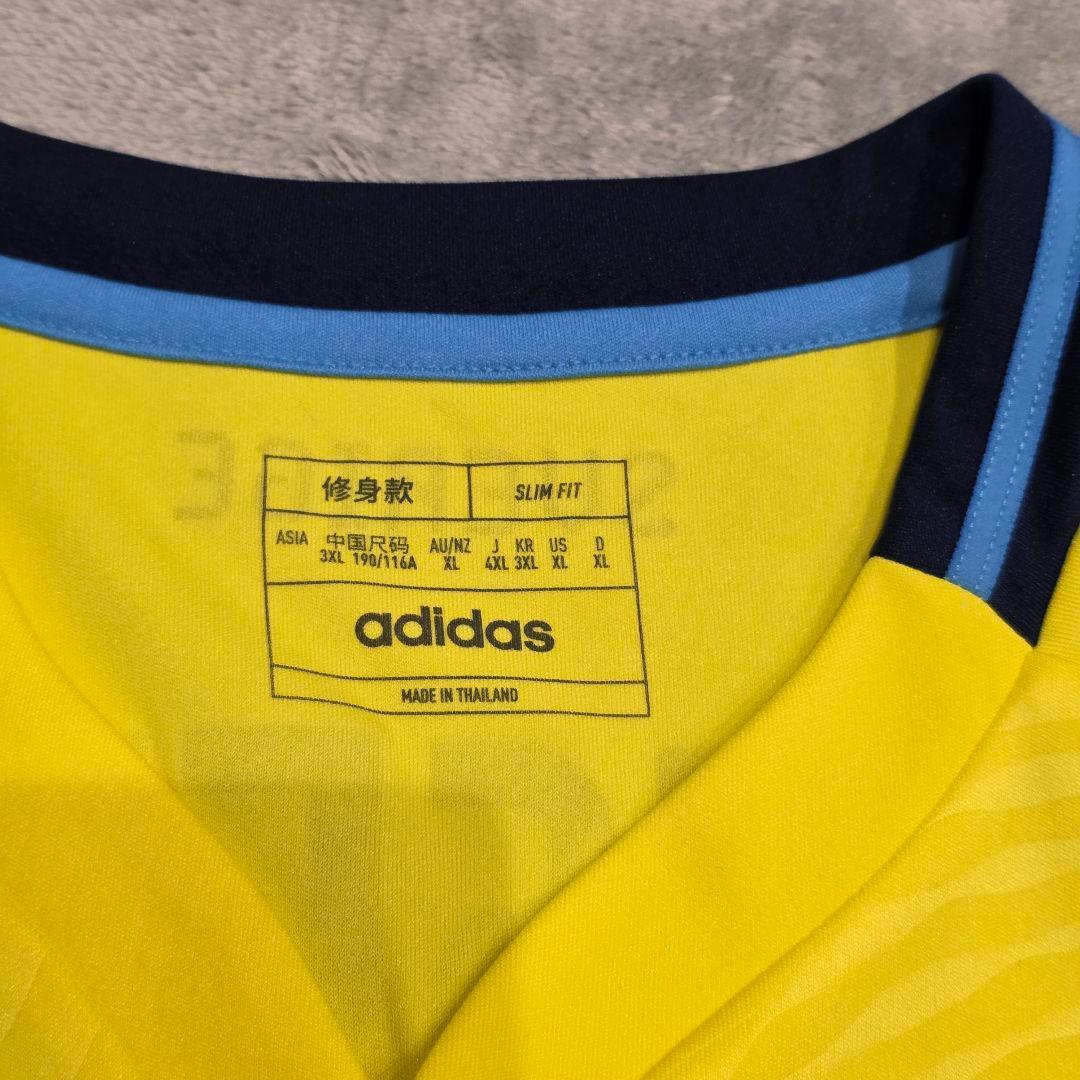 修身款 SLIM FIT
ASIA 中国尺码 AU/NZ J KR US D
3XL 190/116A XL 4XL 3XL XL XL
adidas
MADE IN THAILAND